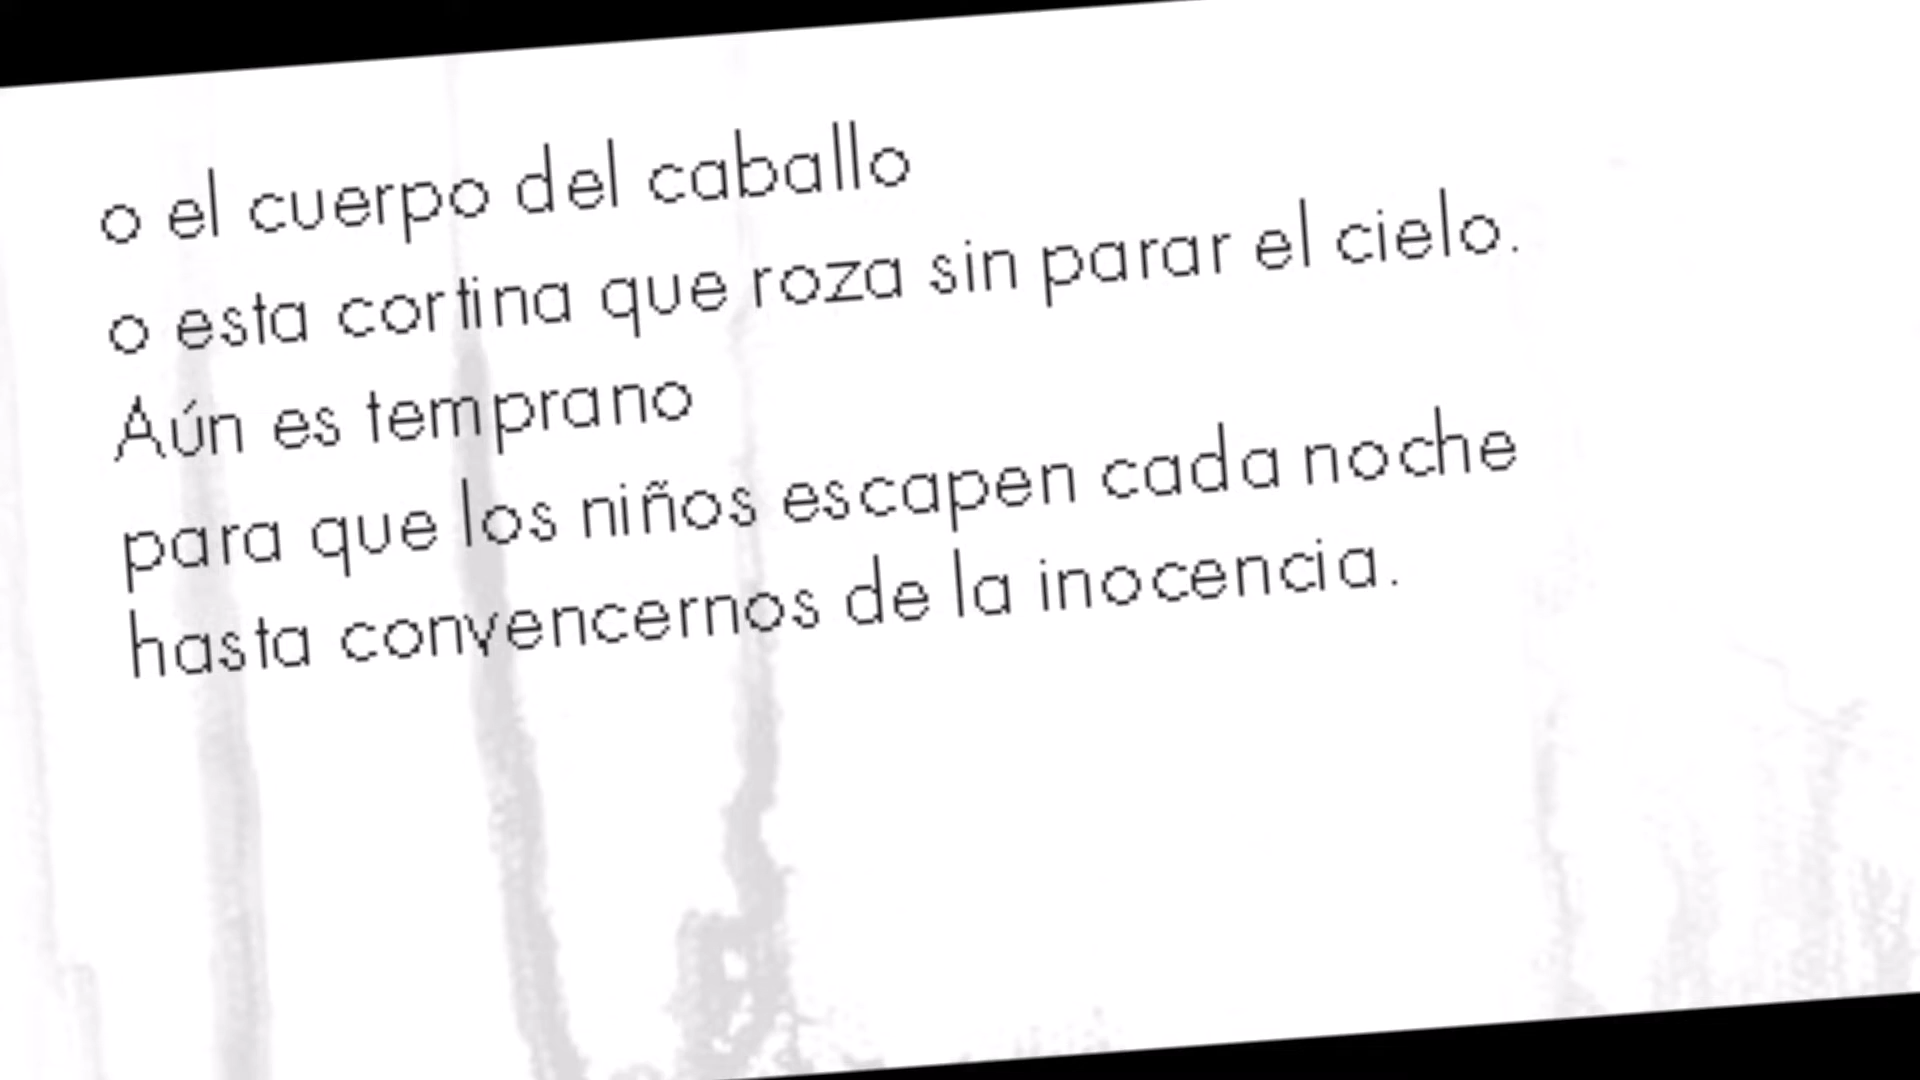 o el cuerpo del caballo
o esta cortina que roza sin parar el cielo.
Aún es temprano
para que los niños escapen cada noche
hasta convencernos de la inocencia.